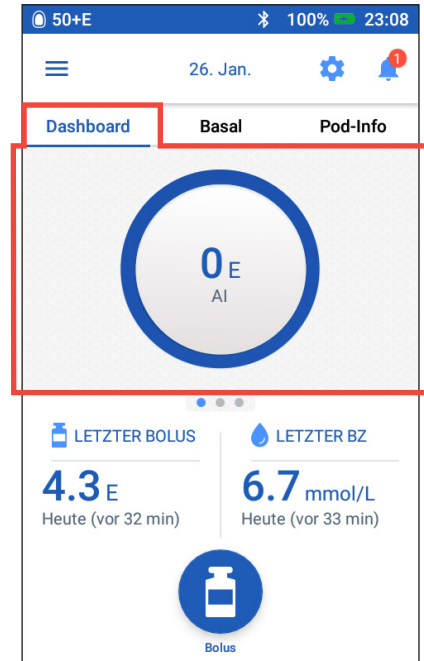 50+E 100% 23:08
26. Jan. 1
Dashboard Basal Pod-Info
0 E
AI
LETZTER BOLUS LETZTER BZ
4.3 E 6.7 mmol/L
Heute (vor 32 min) Heute (vor 33 min)
Bolus